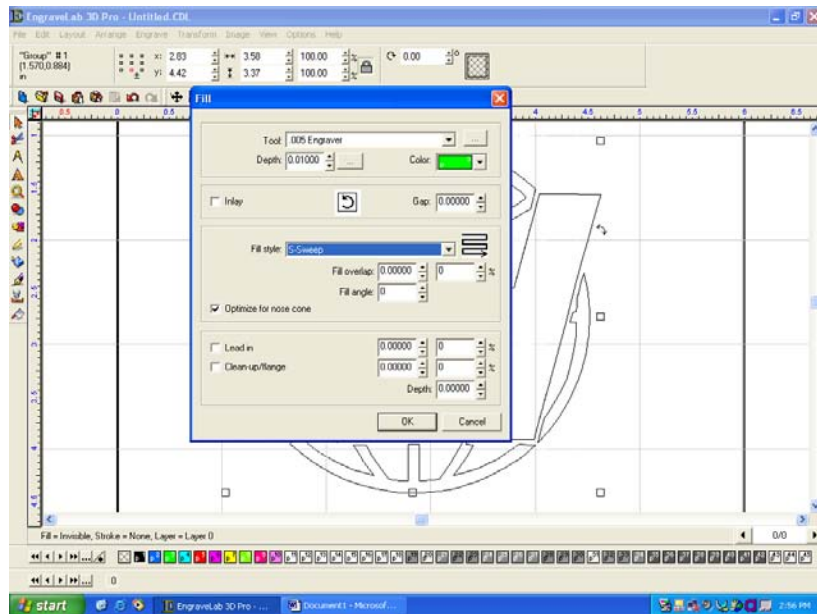 EngraveLab 3D Pro - Untitled.CDL
File Edit Layout Arrange Engrave Transform Image View Options Help
"Group" # 1 x: 2.83 3.50 100.00 0.00
(1.570,0.884) y: 4.42 3.37 100.00
in
Fill
Tool: .005 Engraver ...
Depth: 0.01000 ... Color:
Inlay Gap: 0.00000
Fill style: S-Sweep
Fill overlap: 0.00000 0 %
Fill angle: 0
Optimize for nose cone
Lead in 0.00000 0 %
Clean-up/flange 0.00000 0 %
Depth: 0.00000
OK Cancel
Fill = Invisible, Stroke = None, Layer = Layer 0
0/0
0
start EngraveLab 3D Pro - ... Document1 - Microsof... 2:56 PM